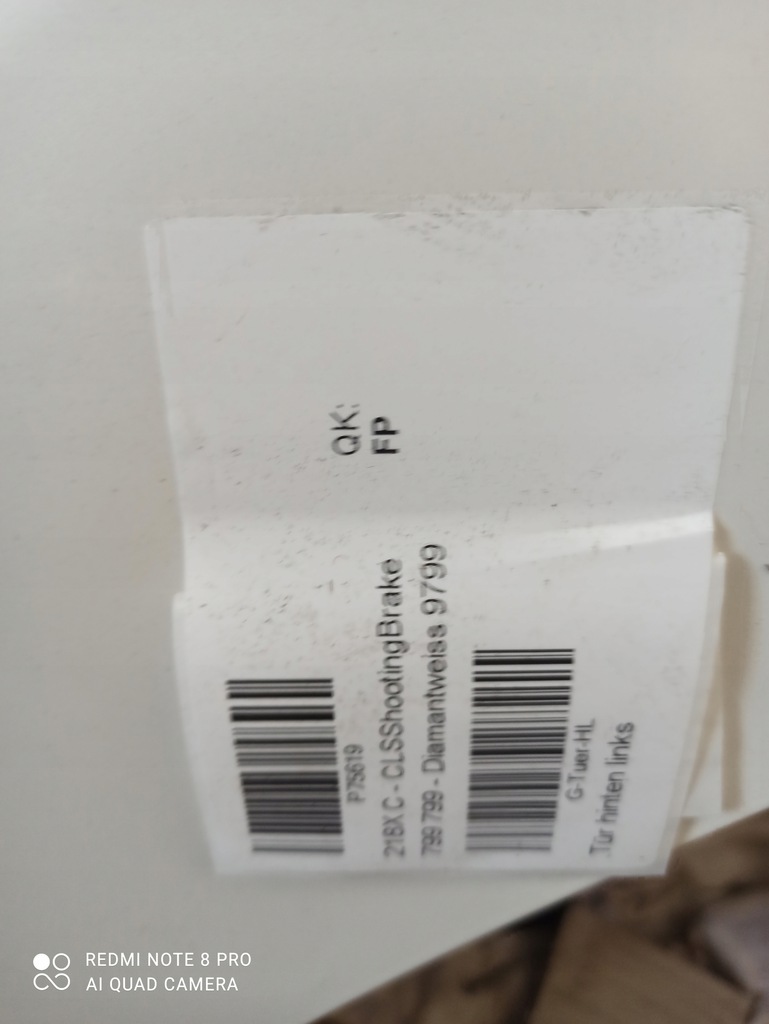 QK:
FP
P75619
218X C - CLSShootingBrake
799 799 - Diamantweiss 9799
G-Tuer-HL
.Tür hinten links
REDMI NOTE 8 PRO
AI QUAD CAMERA